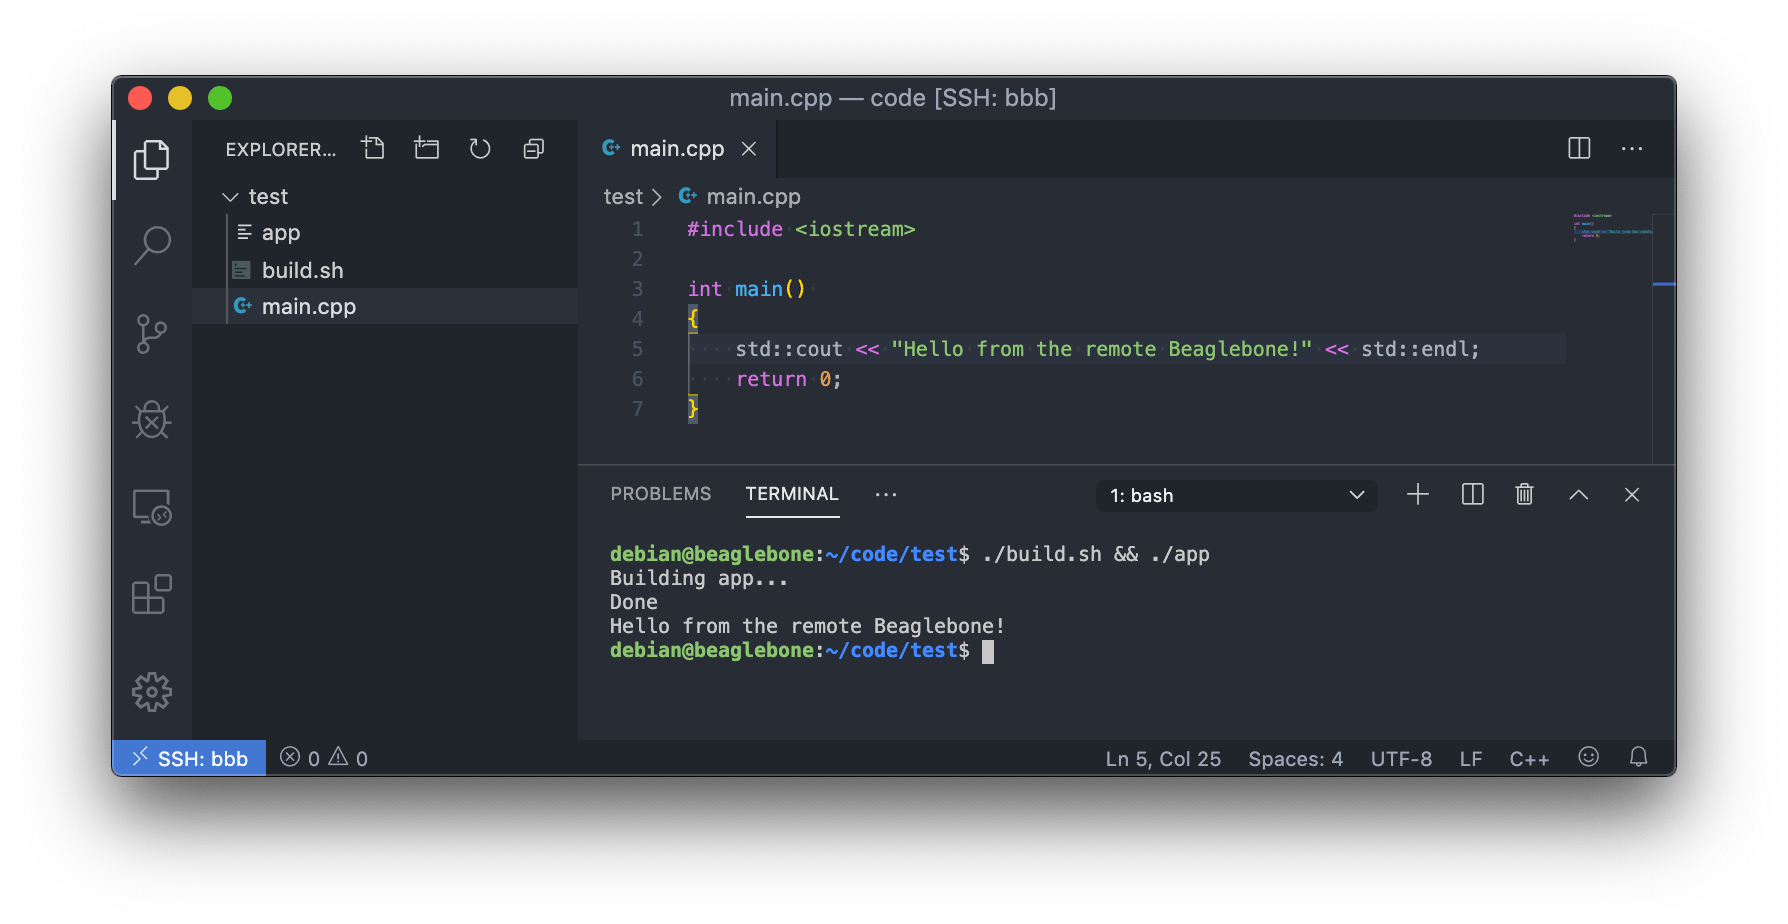 main.cpp — code [SSH: bbb]
EXPLORER...
test
app
build.sh
main.cpp
main.cpp
test > main.cpp
1 #include <iostream>
2
3 int main()
4 {
5 std::cout << "Hello from the remote Beaglebone!" << std::endl;
6 return 0;
7 }
PROBLEMS TERMINAL ... 1: bash
debian@beaglebone:~/code/test$ ./build.sh && ./app
Building app...
Done
Hello from the remote Beaglebone!
debian@beaglebone:~/code/test$
SSH: bbb 0 0 Ln 5, Col 25 Spaces: 4 UTF-8 LF C++